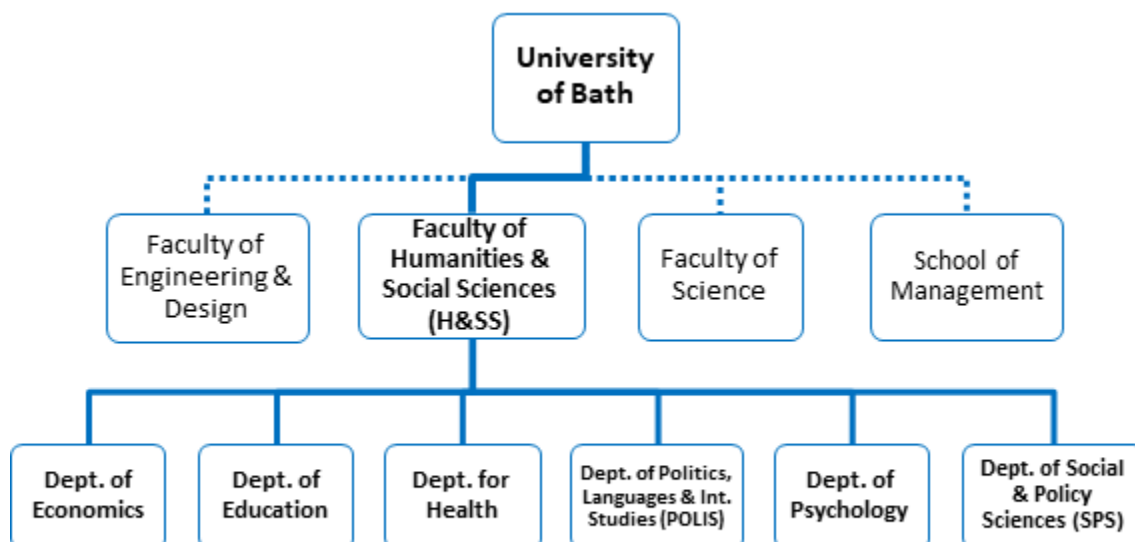 University
of Bath
Faculty of
Engineering &
Design
Faculty of
Humanities &
Social Sciences
(H&SS)
Faculty of
Science
School of
Management
Dept. of
Economics
Dept. of
Education
Dept. for
Health
Dept. of Politics,
Languages & Int.
Studies (POLIS)
Dept. of
Psychology
Dept. of Social
& Policy
Sciences (SPS)